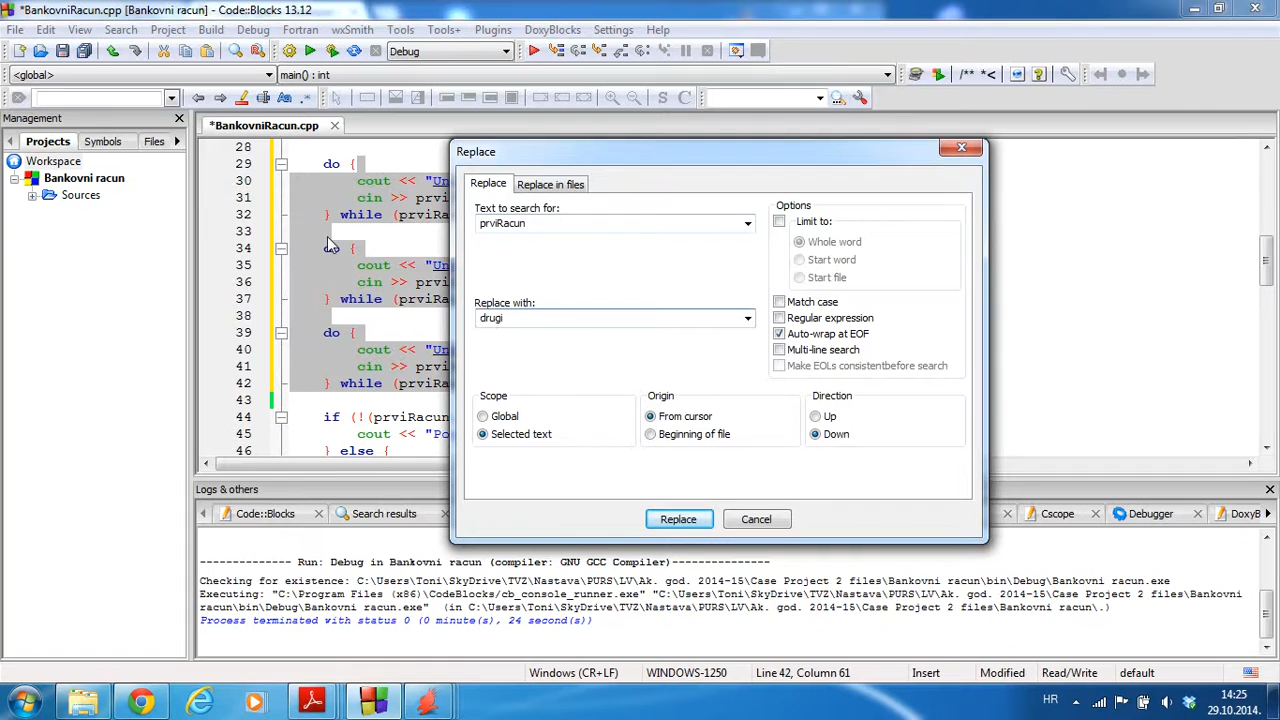 *BankovniRacun.cpp [Bankovni racun] - Code::Blocks 13.12
File Edit View Search Project Build Debug Fortran wxSmith Tools Tools+ Plugins DoxyBlocks Settings Help
Debug
<global> main() : int /** *<
Aa .* S C
Management
Projects Symbols Files
Workspace
Bankovni racun
Sources
*BankovniRacun.cpp
28
29 do {
30 cout << "Un
31 cin >> prvi
32 } while (prviRa
33
34 do {
35 cout << "Un
36 cin >> prvi
37 } while (prviRa
38
39 do {
40 cout << "Un
41 cin >> prvi
42 } while (prviRa
43
44 if (!(prviRacun
45 cout << "Po
46 } else {
Replace
Replace Replace in files
Text to search for:
prviRacun
Replace with:
drugi
Options
Limit to:
Whole word
Start word
Start file
Match case
Regular expression
Auto-wrap at EOF
Multi-line search
Make EOLs consistentbefore search
Scope
Global
Selected text
Origin
From cursor
Beginning of file
Direction
Up
Down
Replace Cancel
Logs & others
Code::Blocks Search results Cscope Debugger DoxyB
-------------- Run: Debug in Bankovni racun (compiler: GNU GCC Compiler)---------------
Checking for existence: C:\Users\Toni\SkyDrive\TVZ\Nastava\PURS\LV\Ak. god. 2014-15\Case Project 2 files\Bankovni racun\bin\Debug\Bankovni racun.exe
Executing: "C:\Program Files (x86)\CodeBlocks/cb_console_runner.exe" "C:\Users\Toni\SkyDrive\TVZ\Nastava\PURS\LV\Ak. god. 2014-15\Case Project 2 files\Bankovni
racun\bin\Debug\Bankovni racun.exe" (in C:\Users\Toni\SkyDrive\TVZ\Nastava\PURS\LV\Ak. god. 2014-15\Case Project 2 files\Bankovni racun\.)
Process terminated with status 0 (0 minute(s), 24 second(s))
Windows (CR+LF) WINDOWS-1250 Line 42, Column 61 Insert Modified Read/Write default
HR
14:25
29.10.2014.